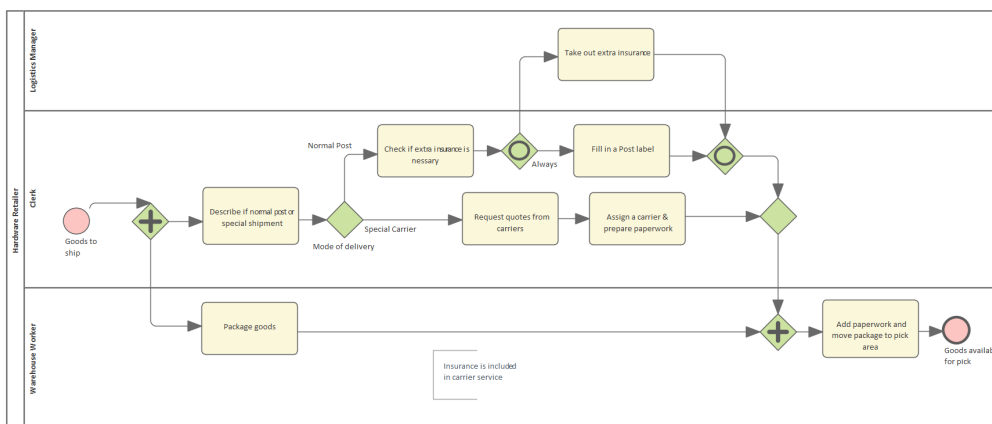 Hardware Retailer
Logistics Manager
Take out extra insurance
Clerk
Normal Post
Check if extra insurance is
nessary
Always
Fill in a Post label
Goods to
ship
Describe if normal post or
special shipment
Mode of delivery
Special Carrier
Request quotes from
carriers
Assign a carrier &
prepare paperwork
Warehouse Worker
Package goods
Insurance is included
in carrier service
Add paperwork and
move package to pick
area
Goods availab
for pick